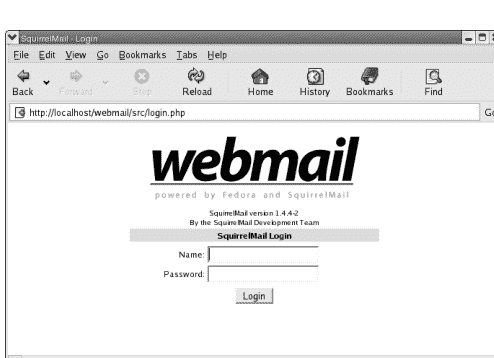 SquirrelMail - Login
File Edit View Go Bookmarks Tabs Help
Back Forward Stop Reload Home History Bookmarks Find
http://localhost/webmail/src/login.php
webmail
powered by Fedora and SquirrelMail
SquirrelMail version 1.4.4-2
By the SquirrelMail Development Team
SquirrelMail Login
Name:
Password:
Login